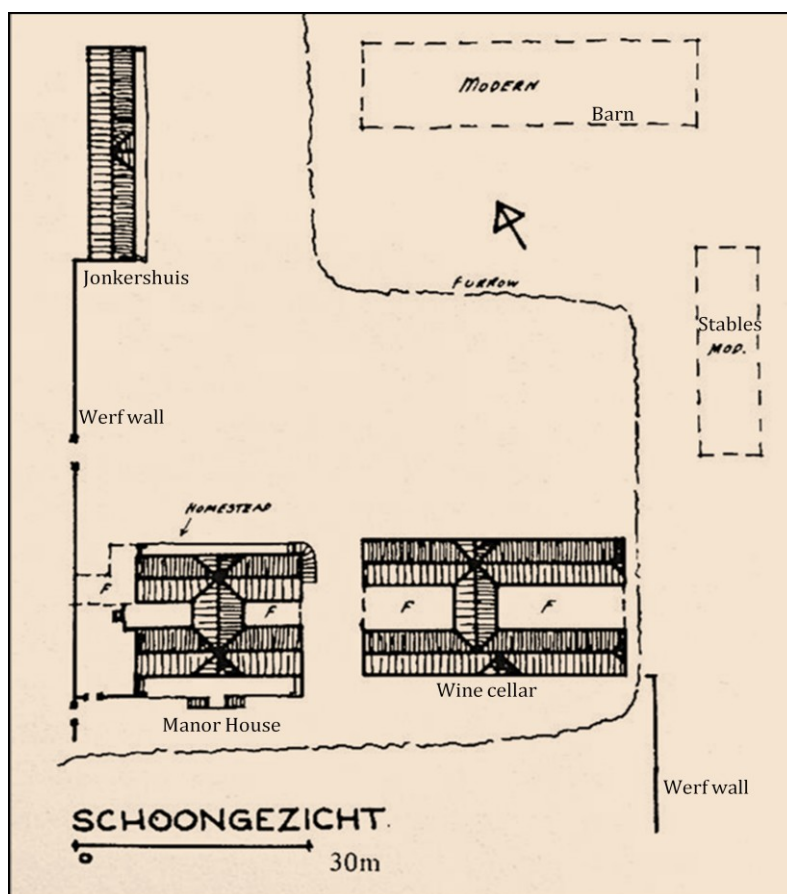 MODERN
Barn
Jonkershuis
FURROW
Stables
MOD.
Werf wall
HOMESTEAD
F
F
F
F
Wine cellar
Manor House
Werf wall
SCHOONGEZICHT.
0
30m